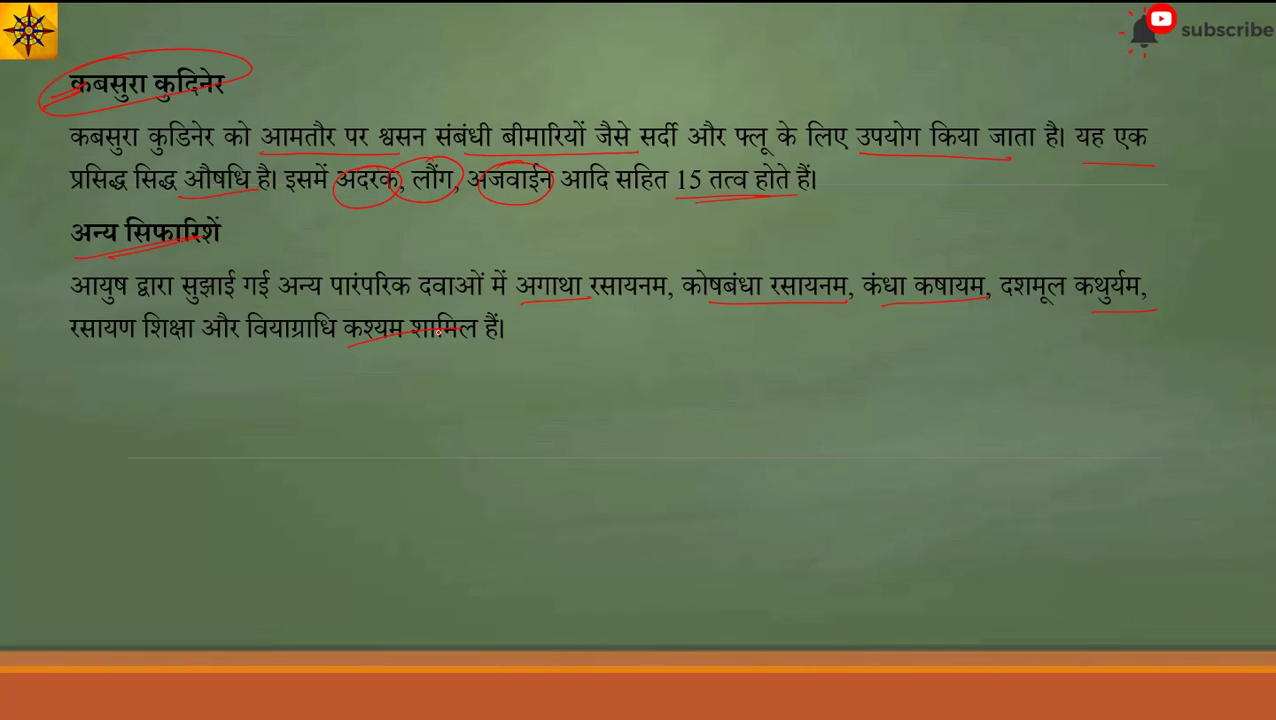 subscribe
कबसुरा कुदिनेर
कबसुरा कुडिनेर को आमतौर पर श्वसन संबंधी बीमारियों जैसे सर्दी और फ्लू के लिए उपयोग किया जाता है। यह एक
प्रसिद्ध सिद्ध औषधि है। इसमें अदरक, लौंग, अजवाईन आदि सहित 15 तत्व होते हैं।
अन्य सिफारिशें
आयुष द्वारा सुझाई गई अन्य पारंपरिक दवाओं में अगाथा रसायनम, कोषबंधा रसायनम, कंधा कषायम, दशमूल कथुर्यम,
रसायण शिक्षा और वियाग्राधि कश्यम शामिल हैं।